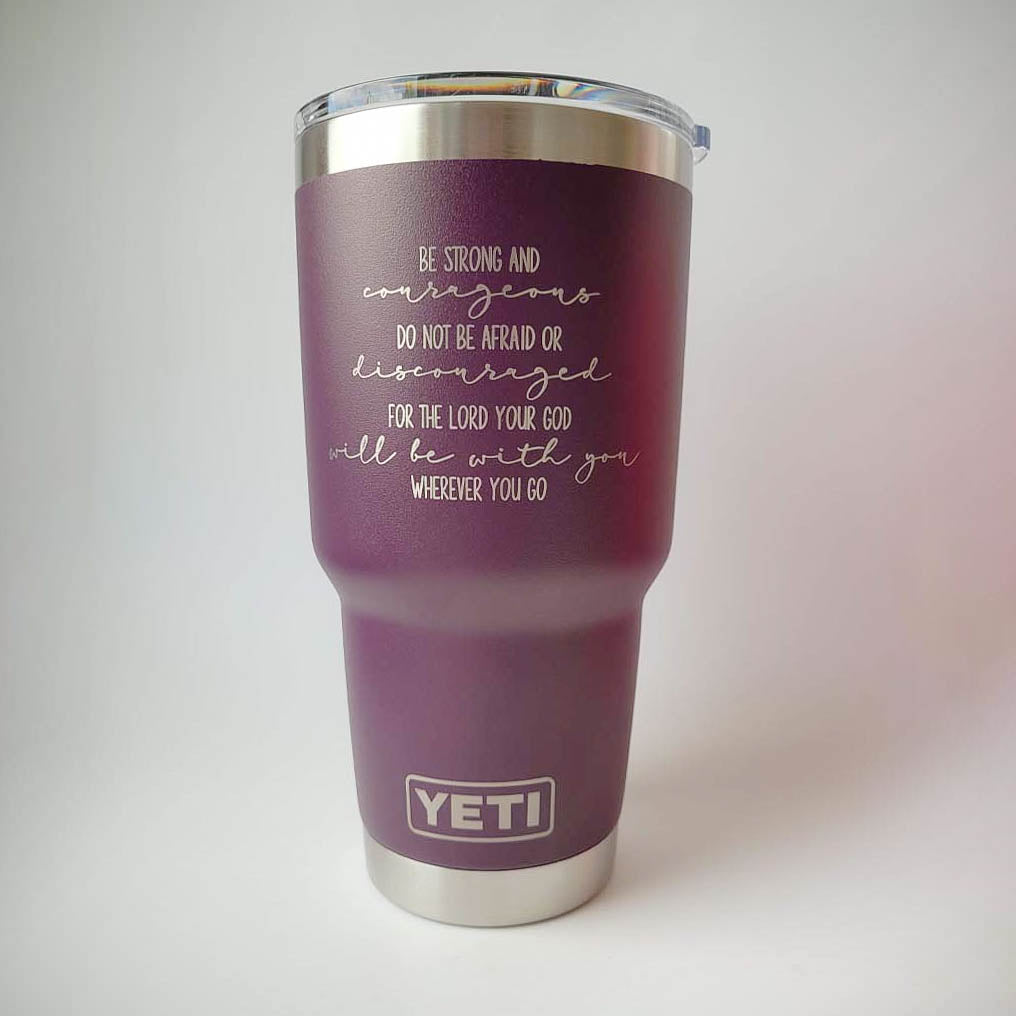 BE STRONG AND
courageous
DO NOT BE AFRAID OR
discouraged
FOR THE LORD YOUR GOD
will be with you
WHEREVER YOU GO
YETI